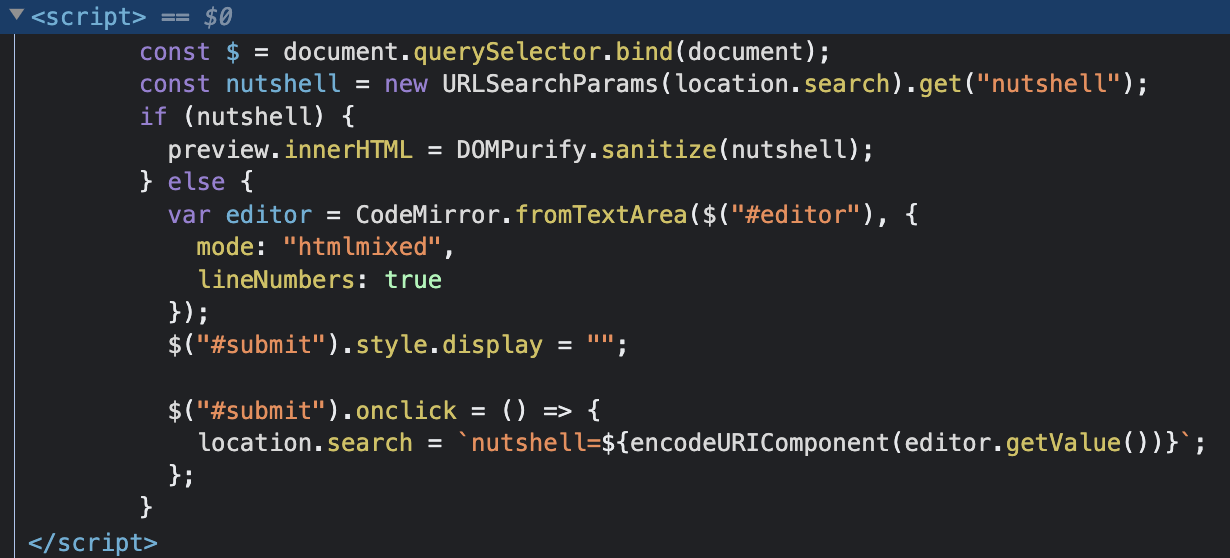 <script> == $0
const $ = document.querySelector.bind(document);
const nutshell = new URLSearchParams(location.search).get("nutshell");
if (nutshell) {
preview.innerHTML = DOMPurify.sanitize(nutshell);
} else {
var editor = CodeMirror.fromTextArea($("#editor"), {
mode: "htmlmixed",
lineNumbers: true
});
$("#submit").style.display = "";
$("#submit").onclick = () => {
location.search = `nutshell=${encodeURIComponent(editor.getValue())}`;
};
}
</script>